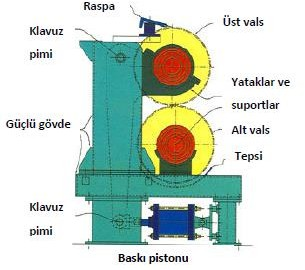 Raspa
Klavuz
pimi
Üst vals
Yataklar ve
suportlar
Güçlü gövde
Alt vals
Tepsi
Klavuz
pimi
Baskı pistonu